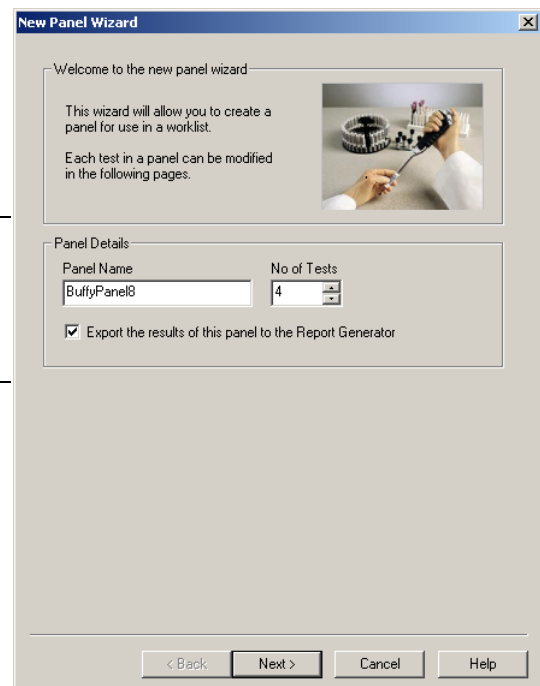 New Panel Wizard
Welcome to the new panel wizard
This wizard will allow you to create a
panel for use in a worklist.
Each test in a panel can be modified
in the following pages.
Panel Details
Panel Name
No of Tests
BuffyPanel8
4
Export the results of this panel to the Report Generator
< Back
Next >
Cancel
Help